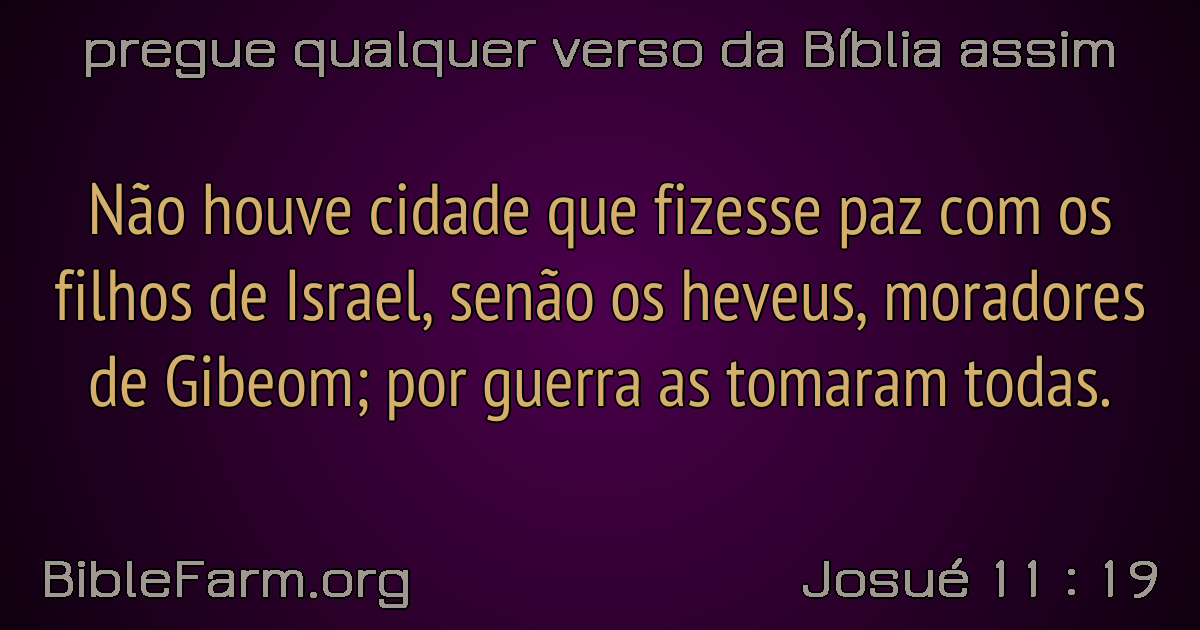 pregue qualquer verso da Bíblia assim
Não houve cidade que fizesse paz com os
filhos de Israel, senão os heveus, moradores
de Gibeom; por guerra as tomaram todas.
BibleFarm.org
Josué 11 : 19